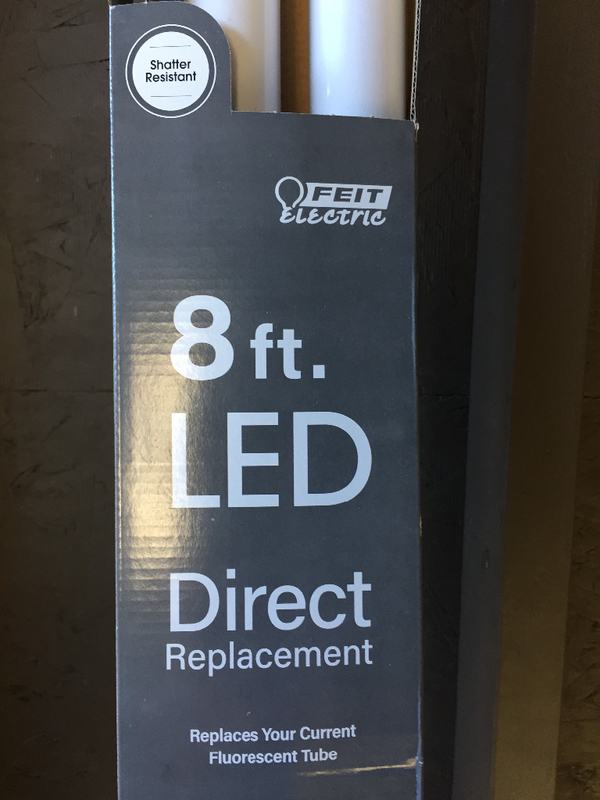 Shatter
Resistant
FEIT
Electric
8 ft.
LED
Direct
Replacement
Replaces Your Current
Fluorescent Tube